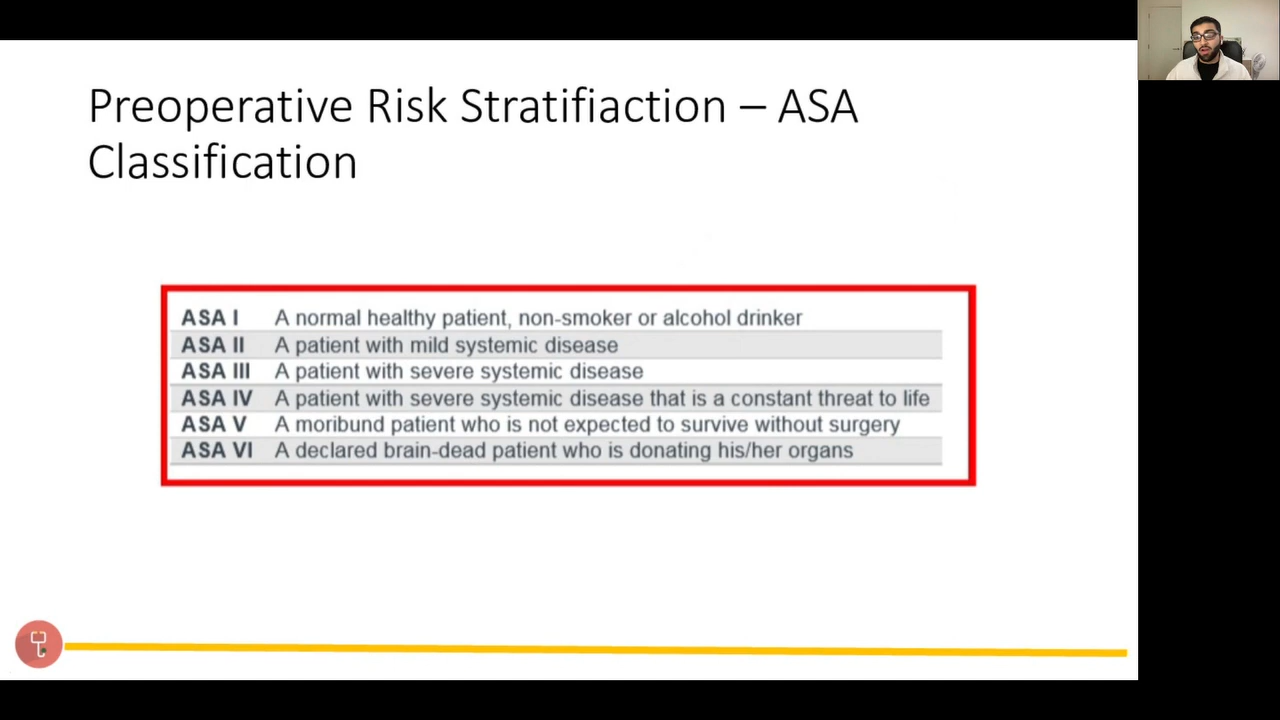 Preoperative Risk Stratifiaction – ASA
Classification
ASA I A normal healthy patient, non-smoker or alcohol drinker
ASA II A patient with mild systemic disease
ASA III A patient with severe systemic disease
ASA IV A patient with severe systemic disease that is a constant threat to life
ASA V A moribund patient who is not expected to survive without surgery
ASA VI A declared brain-dead patient who is donating his/her organs